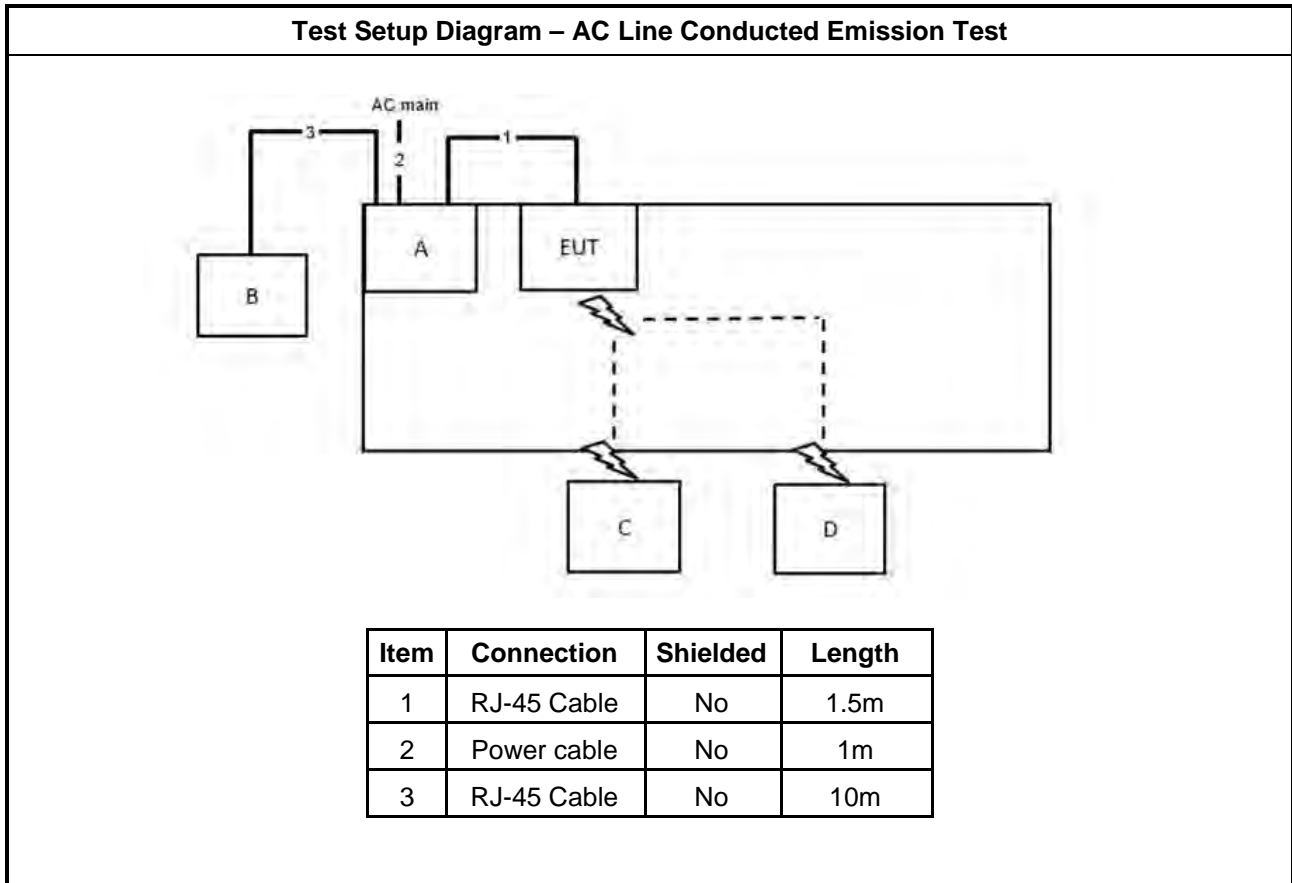 Test Setup Diagram – AC Line Conducted Emission Test
AC main
3
1
2
A
EUT
B
C
D
Item Connection Shielded Length
1 RJ-45 Cable No 1.5m
2 Power cable No 1m
3 RJ-45 Cable No 10m